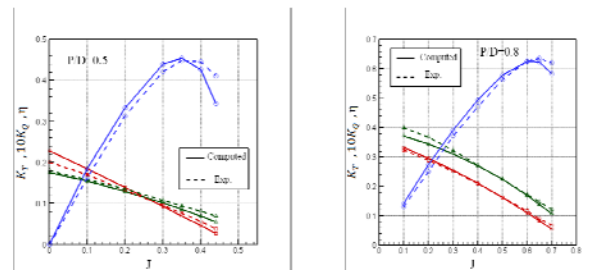 0.5
0.4
0.3
0.2
0.1
0
0 0.1 0.2 0.3 0.4 0.5
P/D=0.5
Computed
Exp.
K_T , 10K_Q , η
J
0.7
0.6
0.5
0.4
0.3
0.2
0.1
0
0 0.1 0.2 0.3 0.4 0.5 0.6 0.7 0.8
P/D=0.8
Computed
Exp.
K_T , 10K_Q , η
J